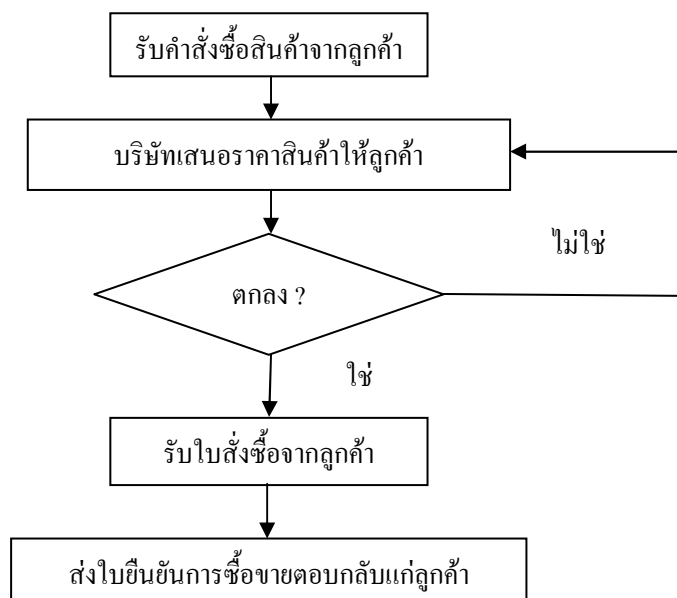 รับคำสั่งซื้อสินค้าจากลูกค้า
บริษัทเสนอราคาสินค้าให้ลูกค้า
ไม่ใช่
ตกลง ?
ใช่
รับใบสั่งซื้อจากลูกค้า
ส่งใบยืนยันการซื้อขายตอบกลับแก่ลูกค้า